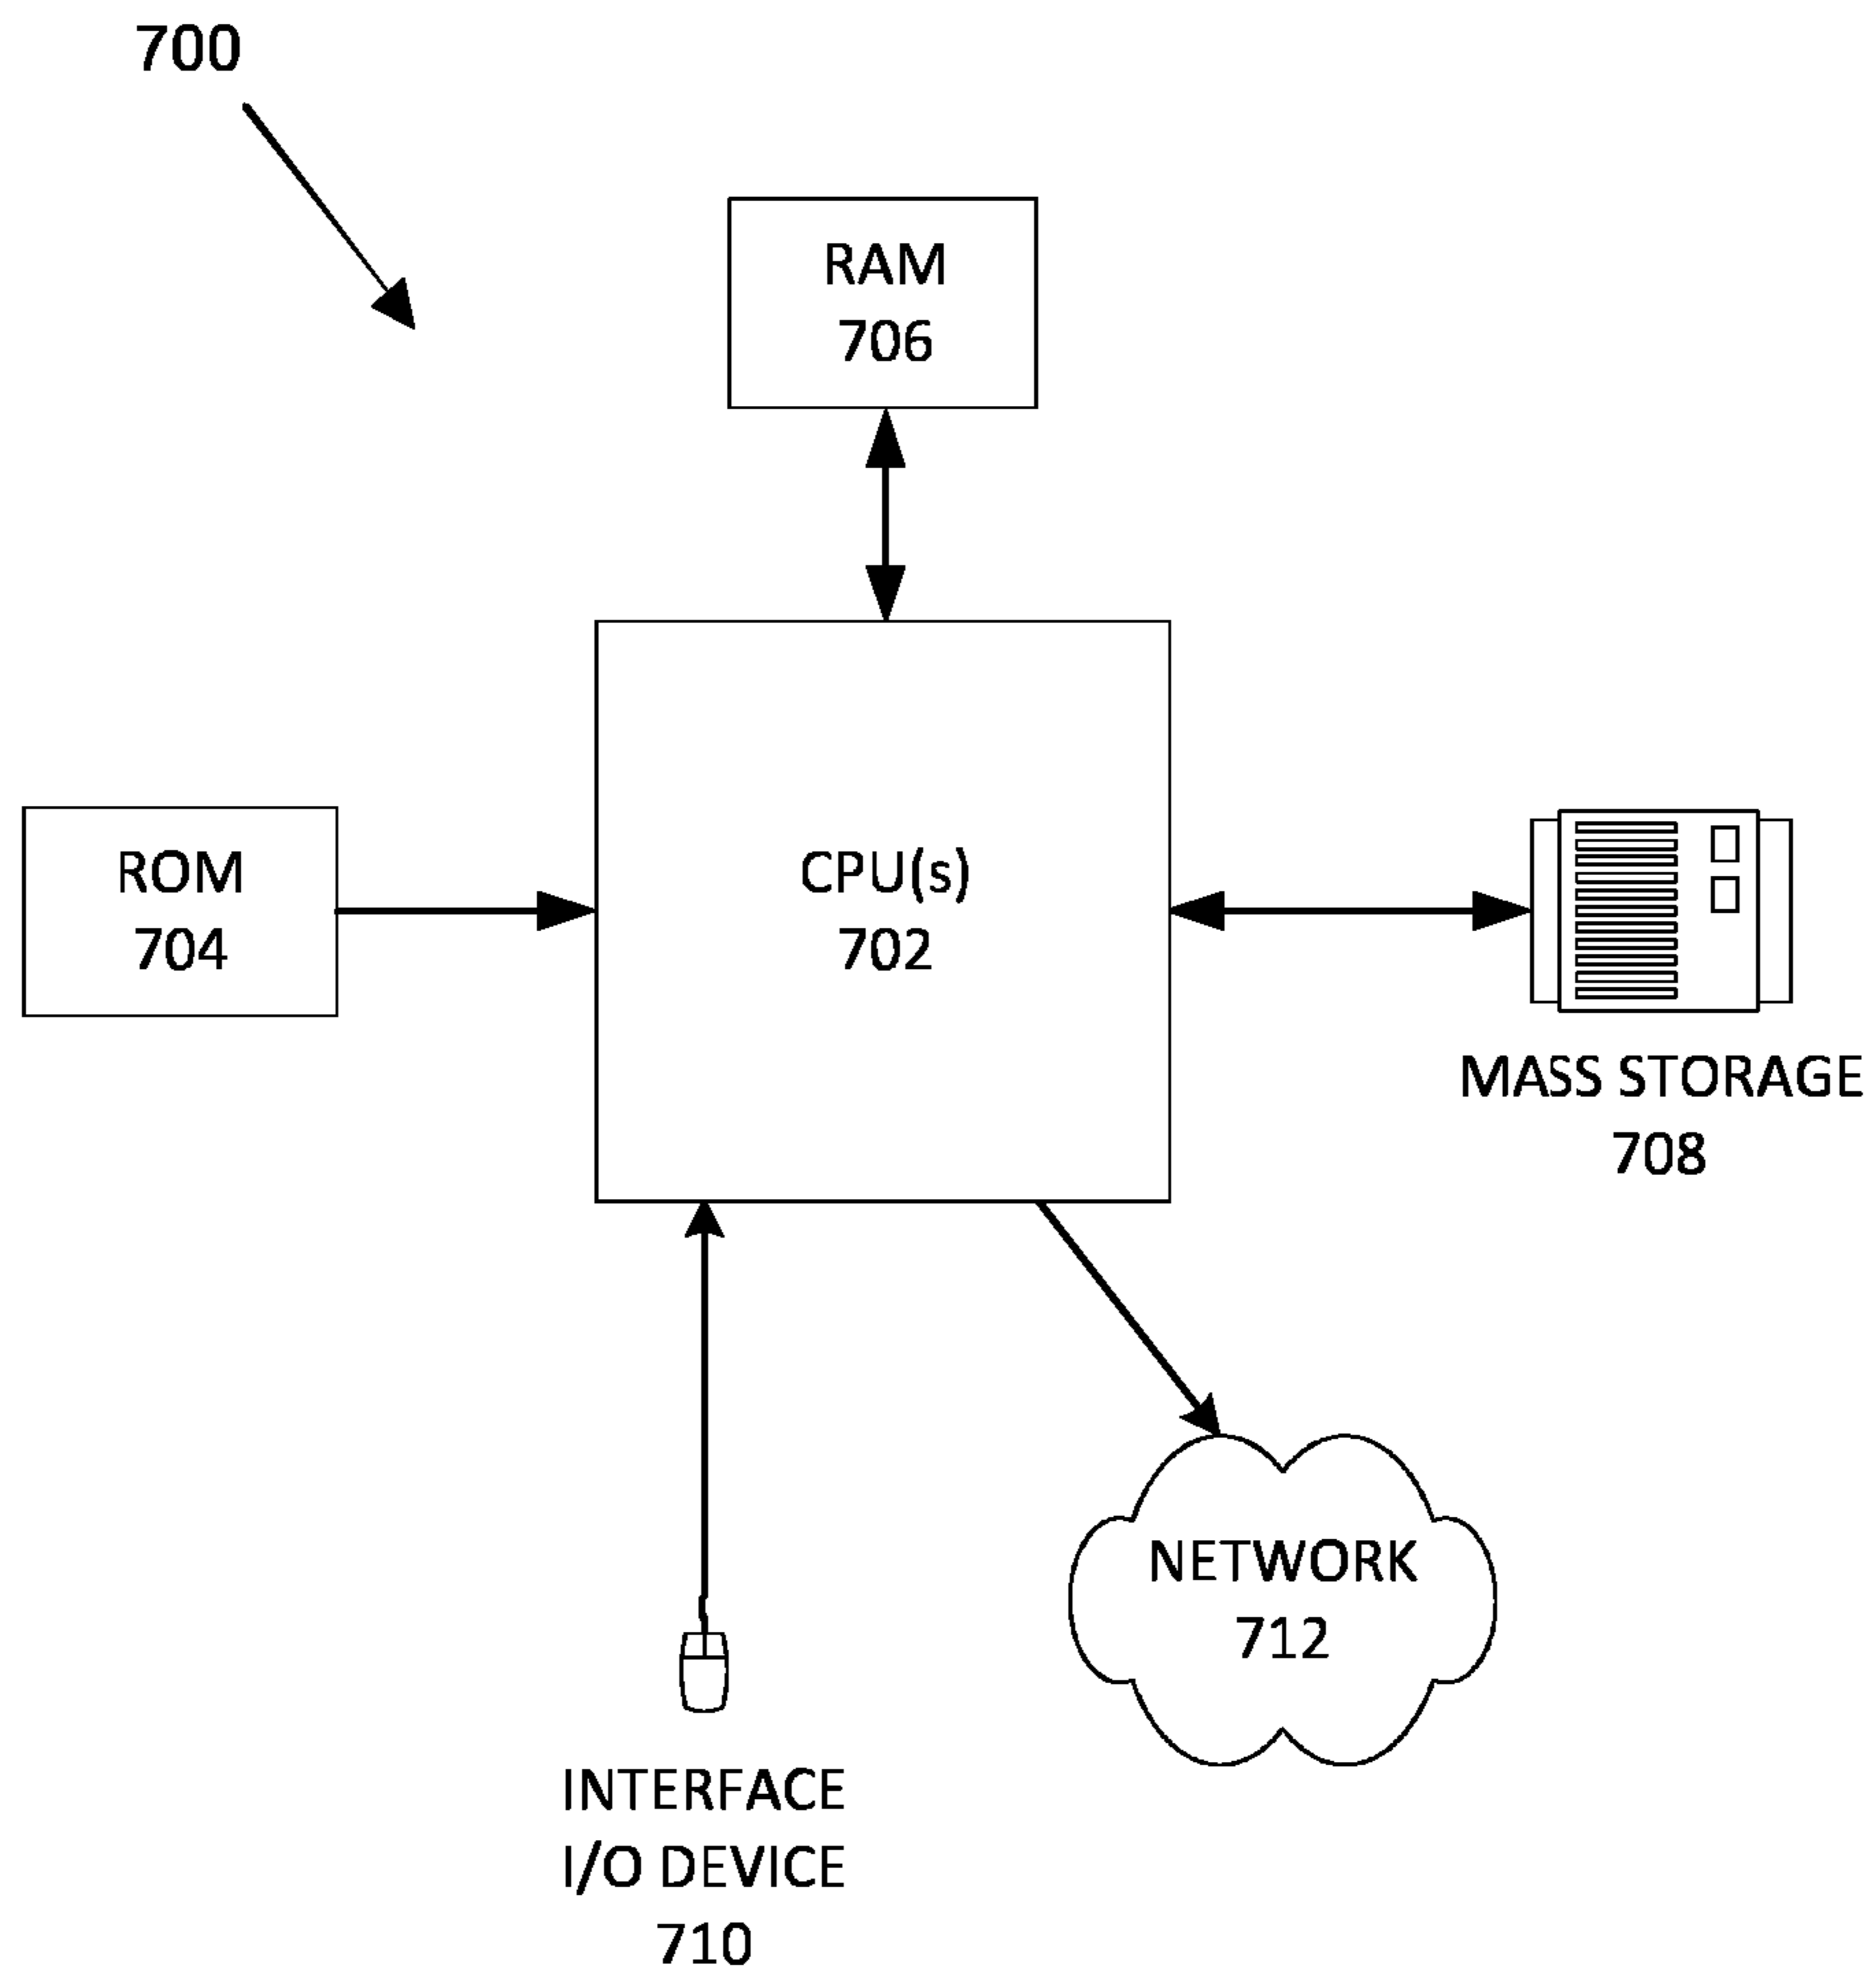 700
RAM
706
ROM
704
CPU(s)
702
MASS STORAGE
708
NETWORK
712
INTERFACE
I/O DEVICE
710